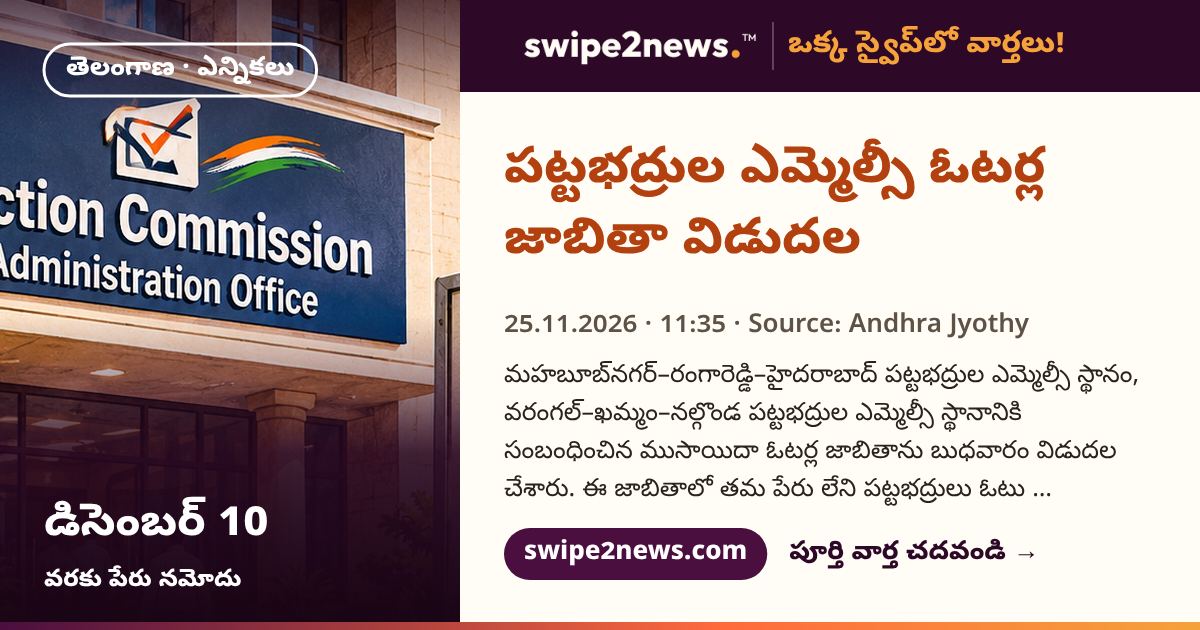 తెలంగాణ · ఎన్నికలు
ction Commission
Administration Office
డిసెంబర్ 10
వరకు పేరు నమోదు
swipe2news.™
ఒక్క స్వైప్‌లో వార్తలు!
పట్టభద్రుల ఎమ్మెల్సీ ఓటర్ల
జాబితా విడుదల
25.11.2026 · 11:35 · Source: Andhra Jyothy
మహబూబ్‌నగర్–రంగారెడ్డి–హైదరాబాద్ పట్టభద్రుల ఎమ్మెల్సీ స్థానం,
వరంగల్–ఖమ్మం–నల్గొండ పట్టభద్రుల ఎమ్మెల్సీ స్థానానికి
సంబంధించిన ముసాయిదా ఓటర్ల జాబితాను బుధవారం విడుదల
చేశారు. ఈ జాబితాలో తమ పేరు లేని పట్టభద్రులు ఓటు ...
swipe2news.com
పూర్తి వార్త చదవండి →